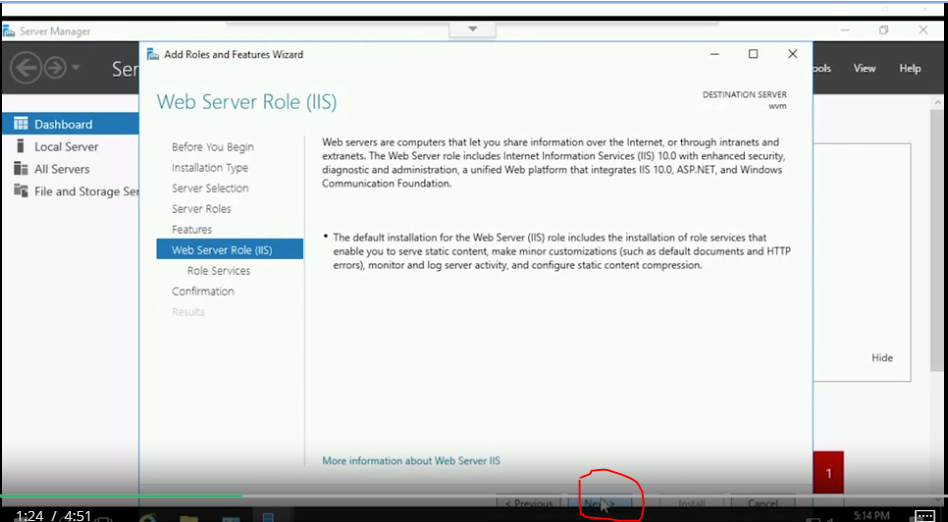 Server Manager
Add Roles and Features Wizard
Ser
ools View Help
Web Server Role (IIS)
DESTINATION SERVER
wvm
Dashboard
Local Server
All Servers
File and Storage Ser
Before You Begin
Installation Type
Server Selection
Server Roles
Features
Web Server Role (IIS)
Role Services
Confirmation
Results
Web servers are computers that let you share information over the Internet, or through intranets and
extranets. The Web Server role includes Internet Information Services (IIS) 10.0 with enhanced security,
diagnostic and administration, a unified Web platform that integrates IIS 10.0, ASP.NET, and Windows
Communication Foundation.
• The default installation for the Web Server (IIS) role includes the installation of role services that
enable you to serve static content, make minor customizations (such as default documents and HTTP
errors), monitor and log server activity, and configure static content compression.
More information about Web Server IIS
Hide
1
< Previous Next > Install Cancel
1:24 / 4:51
5:14 PM